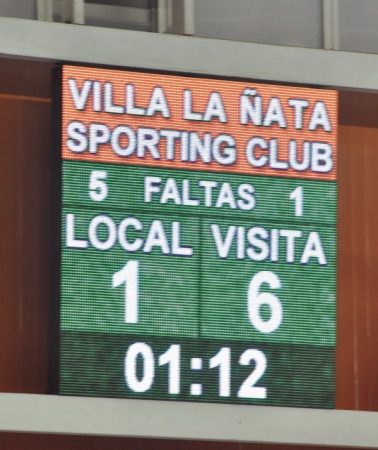 VILLA LA ÑATA
SPORTING CLUB
5 FALTAS 1
LOCAL VISITA
1 6
01:12